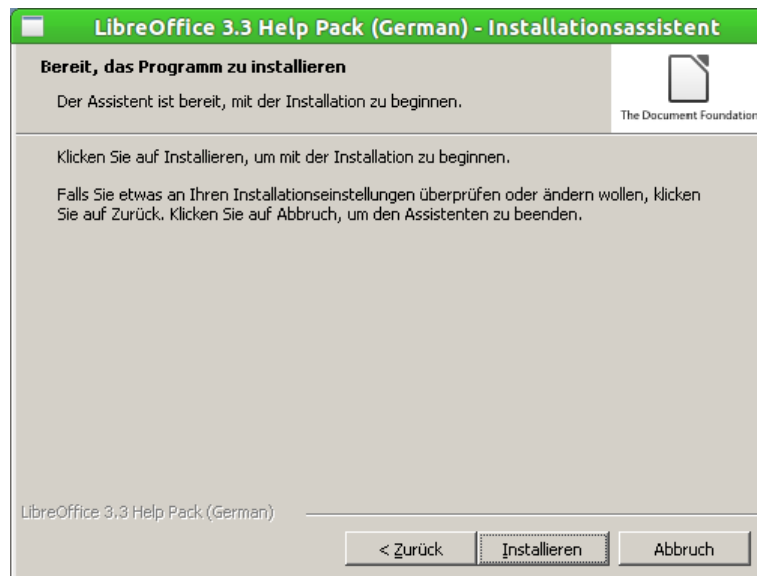 LibreOffice 3.3 Help Pack (German) - Installationsassistent
Bereit, das Programm zu installieren
Der Assistent ist bereit, mit der Installation zu beginnen.
The Document Foundation
Klicken Sie auf Installieren, um mit der Installation zu beginnen.
Falls Sie etwas an Ihren Installationseinstellungen überprüfen oder ändern wollen, klicken
Sie auf Zurück. Klicken Sie auf Abbruch, um den Assistenten zu beenden.
LibreOffice 3.3 Help Pack (German)
< Zurück Installieren Abbruch